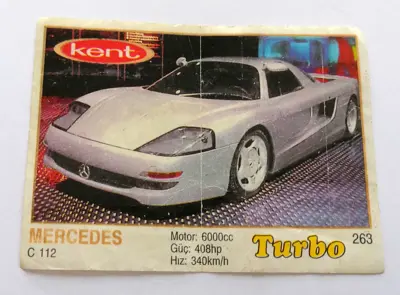 kent
MERCEDES
C 112
Motor: 6000cc
Güç: 408hp
Hız: 340km/h
Turbo
263